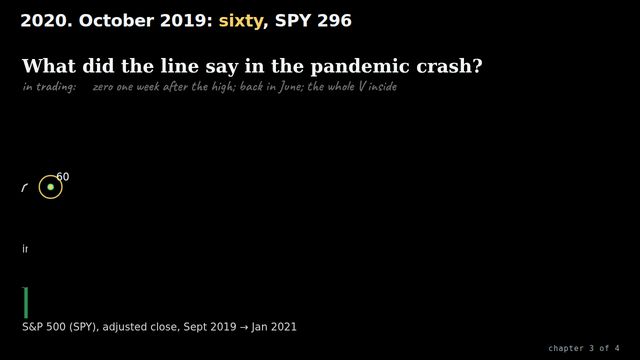 2020. October 2019: sixty, SPY 296
What did the line say in the pandemic crash?
in trading: zero one week after the high; back in June; the whole V inside
60
S&P 500 (SPY), adjusted close, Sept 2019 → Jan 2021
chapter 3 of 4